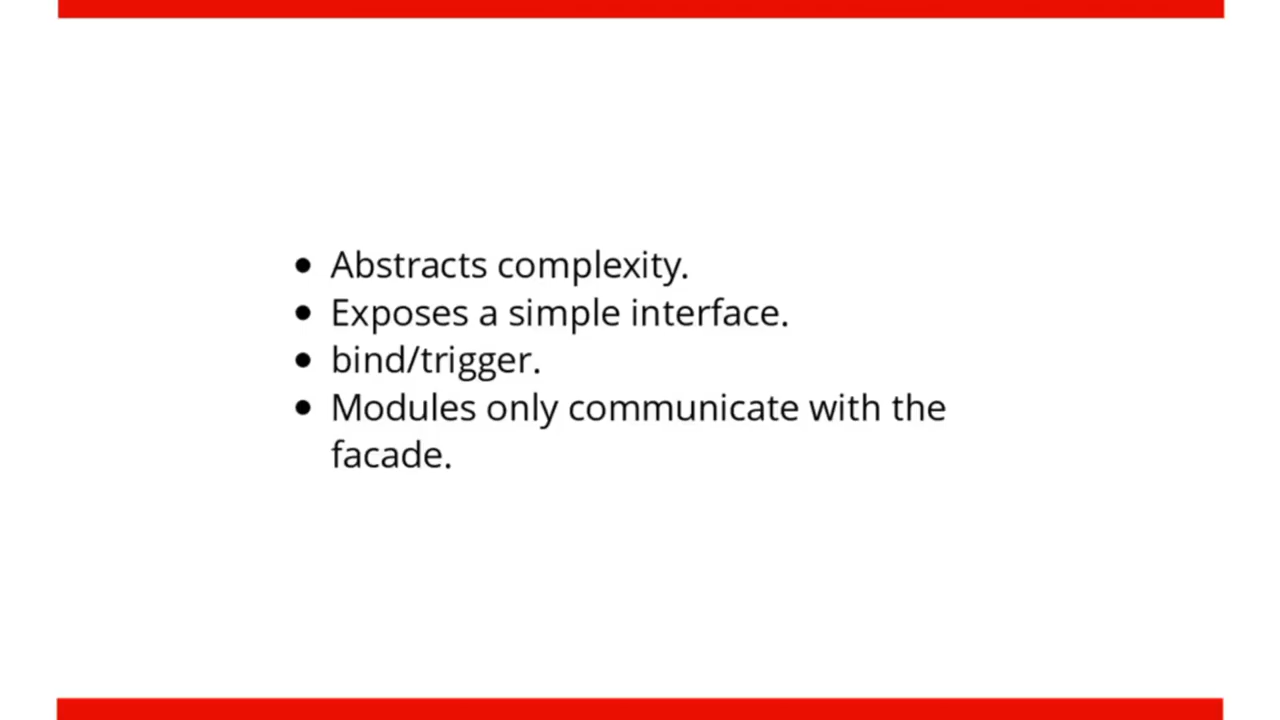 • Abstracts complexity.
• Exposes a simple interface.
• bind/trigger.
• Modules only communicate with the
facade.